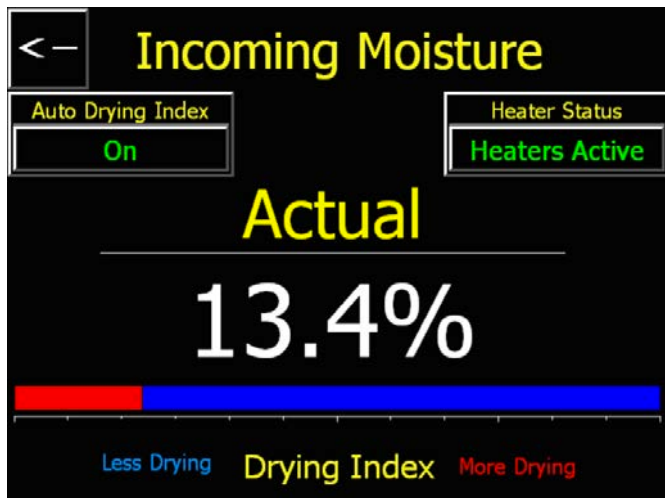 <- Incoming Moisture
Auto Drying Index
On
Heater Status
Heaters Active
Actual
13.4%
Less Drying Drying Index More Drying